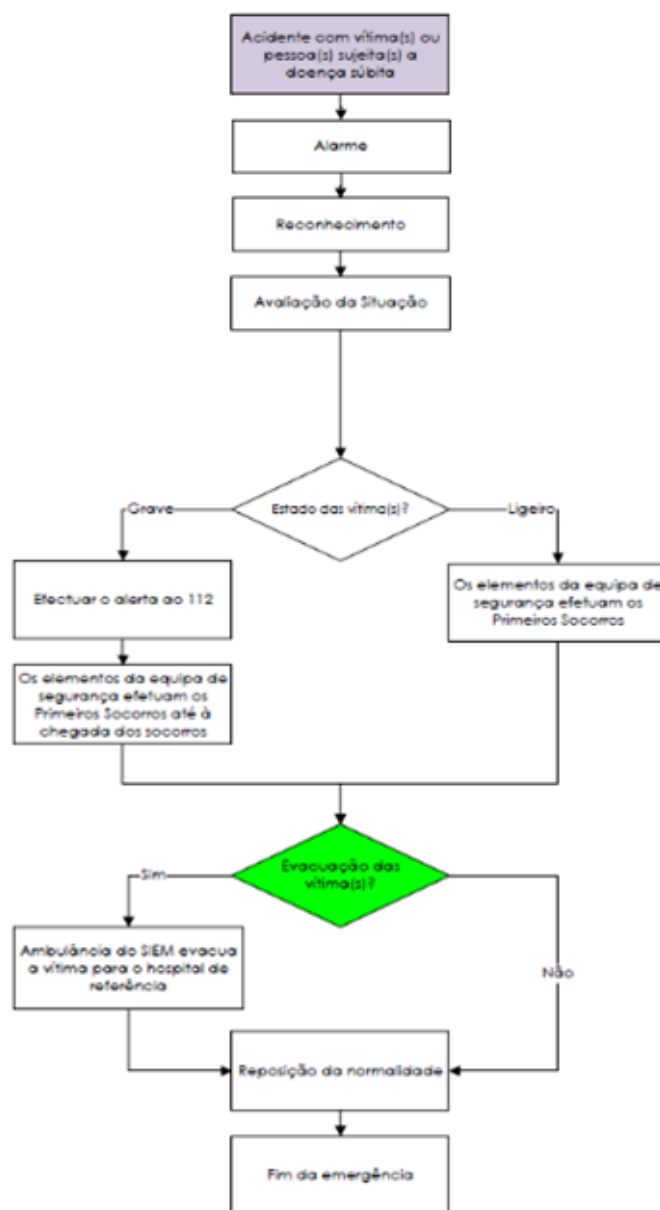 Acidente com vítima(s) ou
pessoa(s) sujeita(s) a
doença súbita
Alarme
Reconhecimento
Avaliação da Situação
Estado das vítima(s)?
Grave
Ligeiro
Efectuar o alerta ao 112
Os elementos da equipa de
segurança efetuam os
Primeiros Socorros
Os elementos da equipa de
segurança efetuam os
Primeiros Socorros até à
chegada dos socorros
Evacuação das
vítima(s)?
Sim
Não
Ambulância do SIEM evacua
a vítima para o hospital de
referência
Reposição da normalidade
Fim da emergência